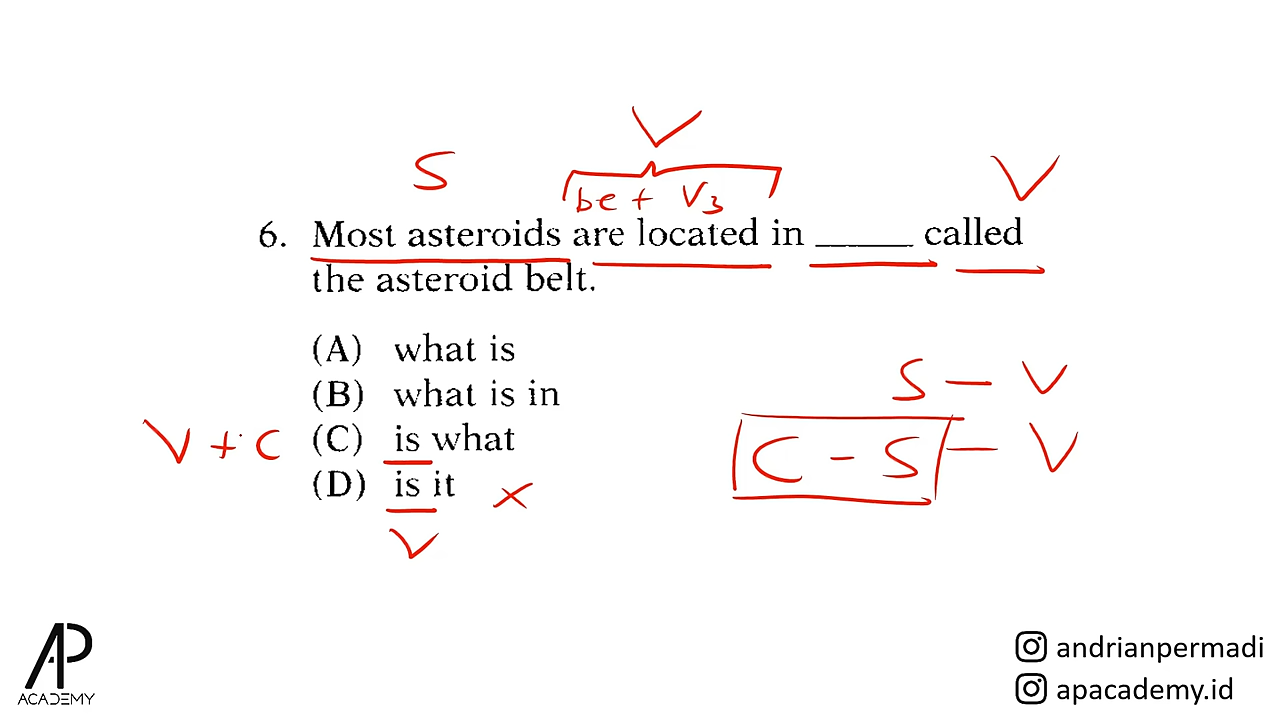 V
S
V
be + V3
6. Most asteroids are located in _____ called
the asteroid belt.
(A) what is
(B) what is in
(C) is what
(D) is it
V + C
x
V
S - V
C - S - V
AP
ACADEMY
andrianpermadi
apacademy.id